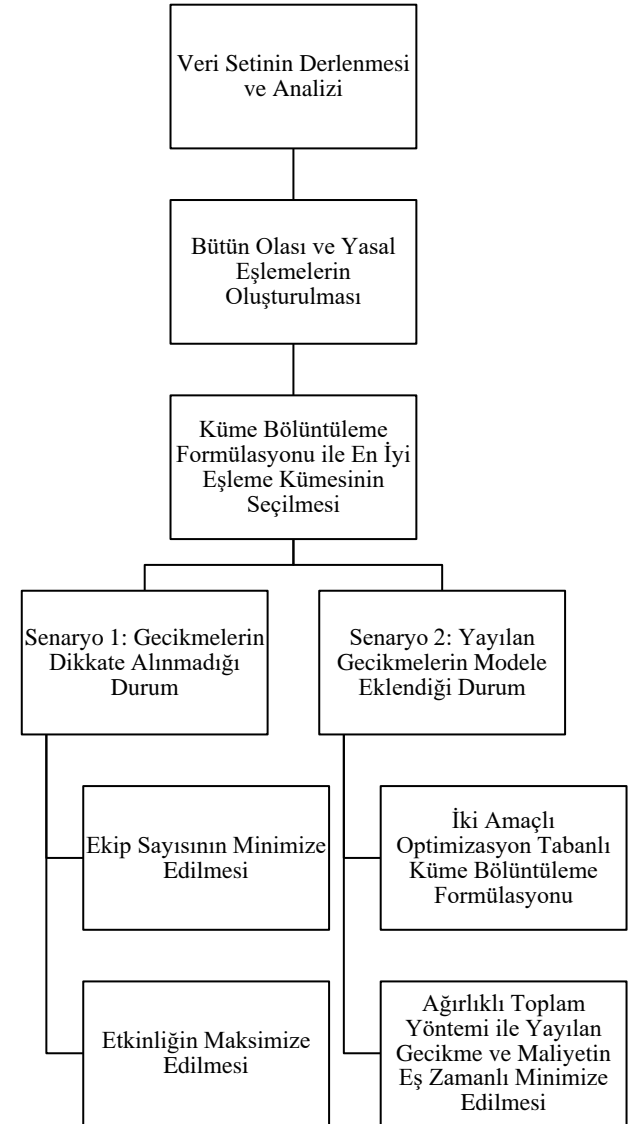 Veri Setinin Derlenmesi
ve Analizi
Bütün Olası ve Yasal
Eşlemelerin
Oluşturulması
Küme Bölüntüleme
Formülasyonu ile En İyi
Eşleme Kümesinin
Seçilmesi
Senaryo 1: Gecikmelerin
Dikkate Alınmadığı
Durum
Senaryo 2: Yayılan
Gecikmelerin Modele
Eklendiği Durum
Ekip Sayısının Minimize
Edilmesi
İki Amaçlı
Optimizasyon Tabanlı
Küme Bölüntüleme
Formülasyonu
Etkinliğin Maksimize
Edilmesi
Ağırlıklı Toplam
Yöntemi ile Yayılan
Gecikme ve Maliyetin
Eş Zamanlı Minimize
Edilmesi